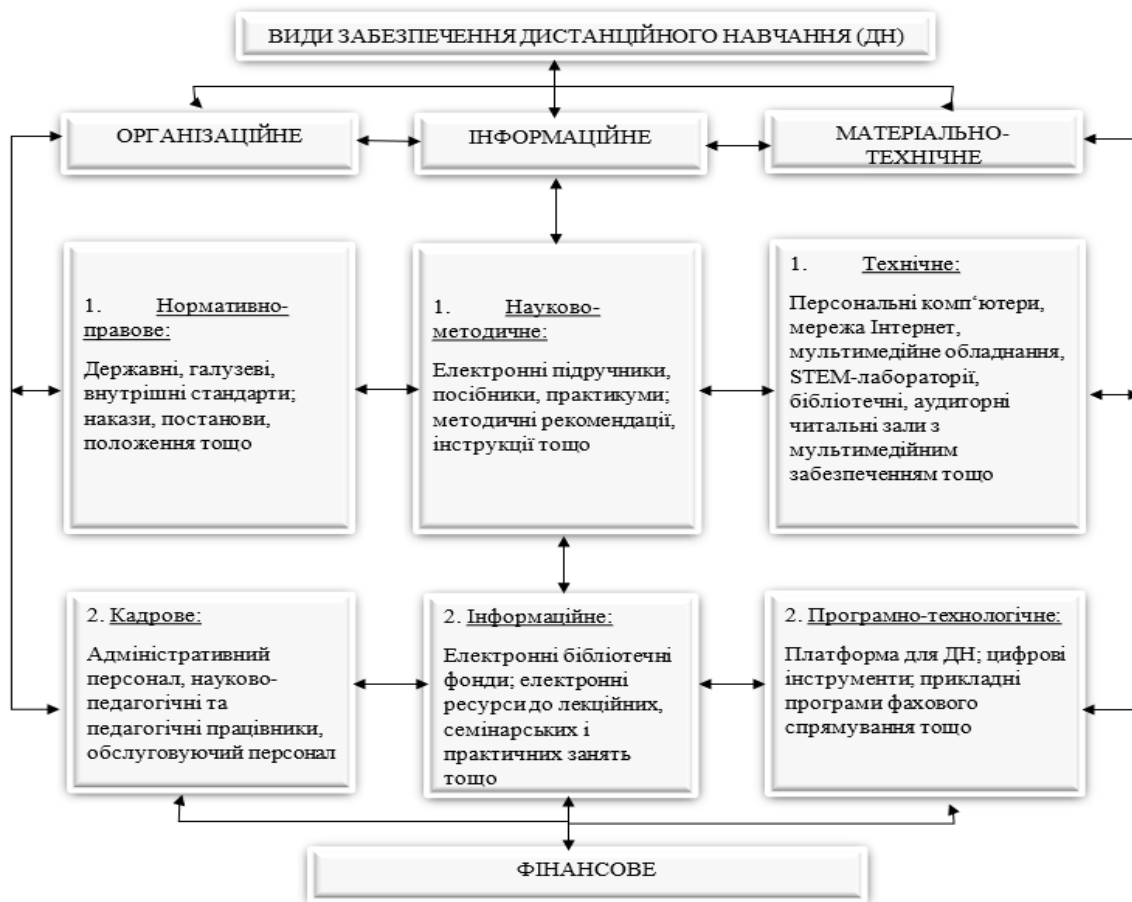 ВИДИ ЗАБЕЗПЕЧЕННЯ ДИСТАНЦІЙНОГО НАВЧАННЯ (ДН)
ОРГАНІЗАЦІЙНЕ
ІНФОРМАЦІЙНЕ
МАТЕРІАЛЬНО-
ТЕХНІЧНЕ
1. Нормативно-
правове:
Державні, галузеві,
внутрішні стандарти;
накази, постанови,
положення тощо
1. Науково-
методичне:
Електронні підручники,
посібники, практикуми;
методичні рекомендації,
інструкції тощо
1. Технічне:
Персональні комп‘ютери,
мережа Інтернет,
мультимедійне обладнання,
STEM-лабораторії,
бібліотечні, аудиторні
читальні зали з
мультимедійним
забезпеченням тощо
2. Кадрове:
Адміністративний
персонал, науково-
педагогічні та
педагогічні працівники,
обслуговуючий персонал
2. Інформаційне:
Електронні бібліотечні
фонди; електронні
ресурси до лекційних,
семінарських і
практичних занять
тощо
2. Програмно-технологічне:
Платформа для ДН; цифрові
інструменти; прикладні
програми фахового
спрямування тощо
ФІНАНСОВЕ